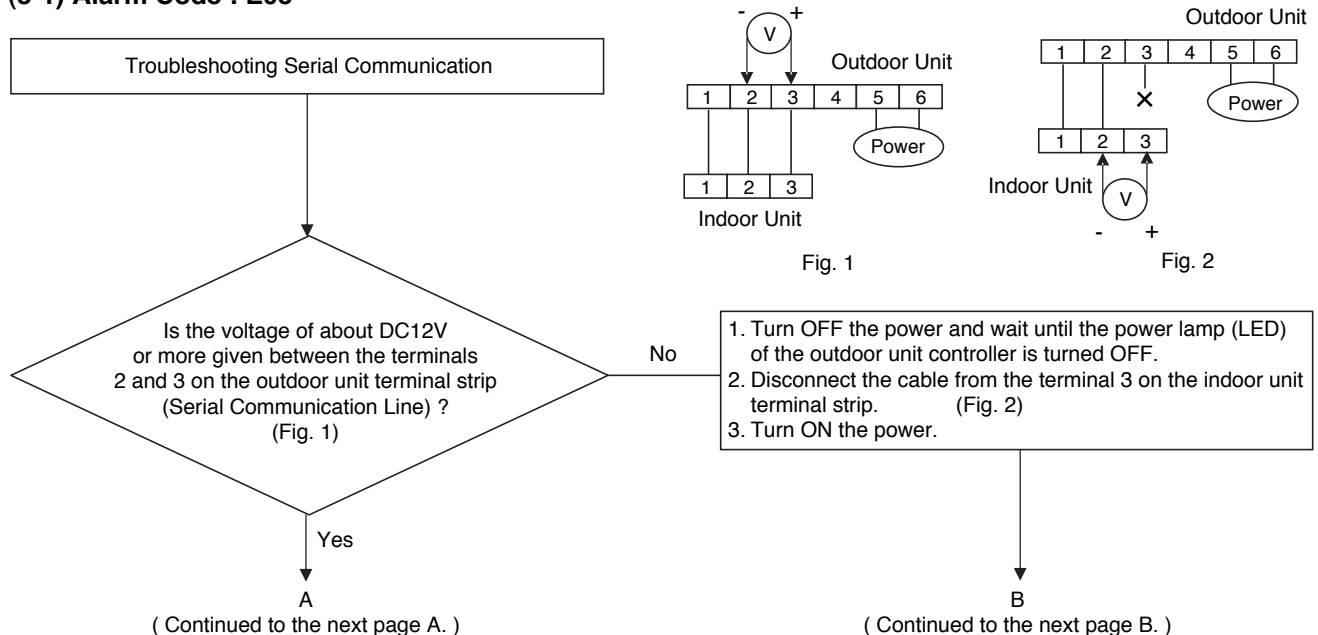 Troubleshooting Serial Communication
- +
V
Outdoor Unit
1 2 3 4 5 6
Power
1 2 3
Indoor Unit
Fig. 1
Outdoor Unit
1 2 3 4 5 6
×
Power
1 2 3
Indoor Unit
V
- +
Fig. 2
Is the voltage of about DC12V
or more given between the terminals
2 and 3 on the outdoor unit terminal strip
(Serial Communication Line) ?
(Fig. 1)
No
1. Turn OFF the power and wait until the power lamp (LED)
of the outdoor unit controller is turned OFF.
2. Disconnect the cable from the terminal 3 on the indoor unit
terminal strip. (Fig. 2)
3. Turn ON the power.
Yes
A
( Continued to the next page A. )
B
( Continued to the next page B. )